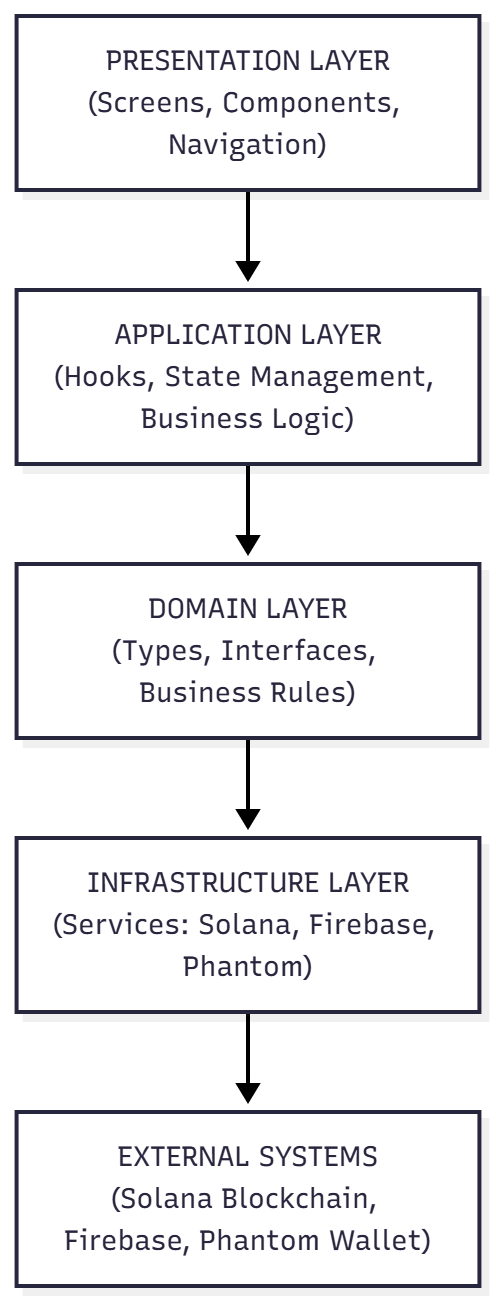 PRESENTATION LAYER
(Screens, Components,
Navigation)
APPLICATION LAYER
(Hooks, State Management,
Business Logic)
DOMAIN LAYER
(Types, Interfaces,
Business Rules)
INFRASTRUCTURE LAYER
(Services: Solana, Firebase,
Phantom)
EXTERNAL SYSTEMS
(Solana Blockchain,
Firebase, Phantom Wallet)